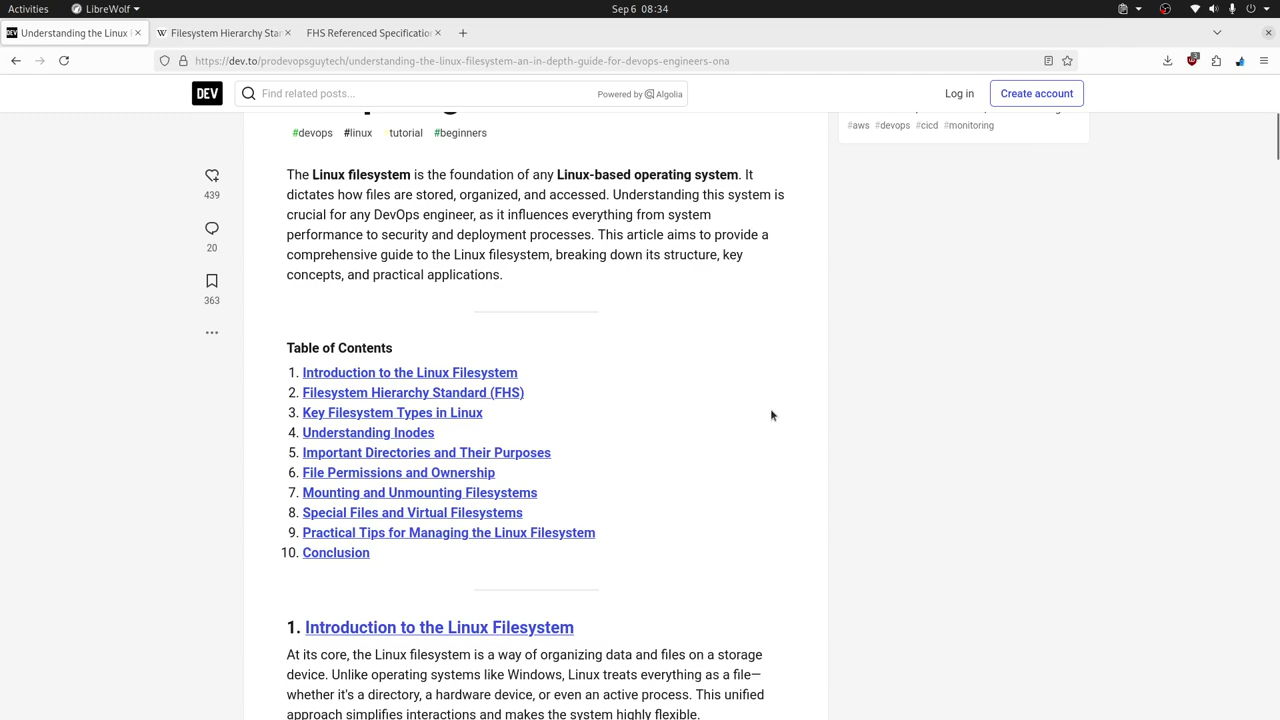 Activities
LibreWolf
Sep 6 08:34
Understanding the Linux
Filesystem Hierarchy Star
FHS Referenced Specificatio
https://dev.to/prodevopsguytech/understanding-the-linux-filesystem-an-in-depth-guide-for-devops-engineers-ona
DEV
Find related posts...
Powered by Algolia
Log in
Create account
#devops #linux tutorial #beginners
#aws #devops #cicd #monitoring
The Linux filesystem is the foundation of any Linux-based operating system. It
dictates how files are stored, organized, and accessed. Understanding this system is
crucial for any DevOps engineer, as it influences everything from system
performance to security and deployment processes. This article aims to provide a
comprehensive guide to the Linux filesystem, breaking down its structure, key
concepts, and practical applications.
439
20
363
Table of Contents
1. Introduction to the Linux Filesystem
2. Filesystem Hierarchy Standard (FHS)
3. Key Filesystem Types in Linux
4. Understanding Inodes
5. Important Directories and Their Purposes
6. File Permissions and Ownership
7. Mounting and Unmounting Filesystems
8. Special Files and Virtual Filesystems
9. Practical Tips for Managing the Linux Filesystem
10. Conclusion
1. Introduction to the Linux Filesystem
At its core, the Linux filesystem is a way of organizing data and files on a storage
device. Unlike operating systems like Windows, Linux treats everything as a file—
whether it's a directory, a hardware device, or even an active process. This unified
approach simplifies interactions and makes the system highly flexible.